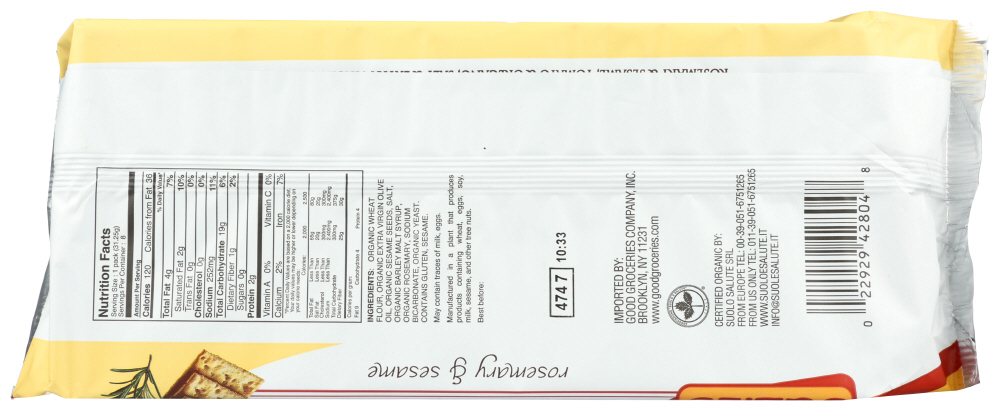 Nutrition Facts
Serving Size : 1 pack (31.25g)
Servings Per Container : 8
Amount Per Serving
Calories 120 Calories from Fat 36
% Daily Value*
Total Fat 4g 7%
Saturated Fat 2g 10%
Trans Fat 0g 0%
Cholesterol 0g 0%
Sodium 252mg 11%
Total Carbohydrate 19g 6%
Dietary Fiber 1g 2%
Sugars 0g
Protein 2g
Vitamin A 0% Vitamin C 0%
Calcium 2% Iron 7%
*Percent Daily Values are based on a 2,000 calorie diet.
Your daily values may be higher or lower depending on
your calorie needs:
Calories: 2,000 2,500
Total Fat Less Than 65g 80g
Sat Fat Less Than 20g 25g
Cholesterol Less Than 300mg 300mg
Sodium Less Than 2,400mg 2,400mg
Total Carbohydrate 300g 375g
Dietary Fiber 25g 30g
Calories per gram:
Fat 9 Carbohydrate 4 Protein 4
INGREDIENTS: ORGANIC WHEAT
FLOUR, ORGANIC EXTRA VIRGIN OLIVE
OIL, ORGANIC SESAME SEEDS, SALT,
ORGANIC BARLEY MALT SYRUP,
ORGANIC ROSEMARY, SODIUM
BICARBONATE, ORGANIC YEAST.
CONTAINS GLUTEN, SESAME.
May contain traces of milk, eggs.
Manufactured in a plant that produces
products containing wheat, eggs, soy,
milk, sesame, and other tree nuts.
Best before:
474 7 10:33
IMPORTED BY:
GOOD GROCERIES COMPANY, INC.
BROOKLYN, NY 11231
www.goodgroceries.com
CERTIFIED ORGANIC BY:
SUOLO SALUTE SRL
FROM EUROPE TEL: 00-39-051-6751265
FROM US ONLY TEL: 011-39-051-6751265
WWW.SUOLOESALUTE.IT
INFO@SUOLESALUTE.IT
0 22929 42804 8
rosemary & sesame